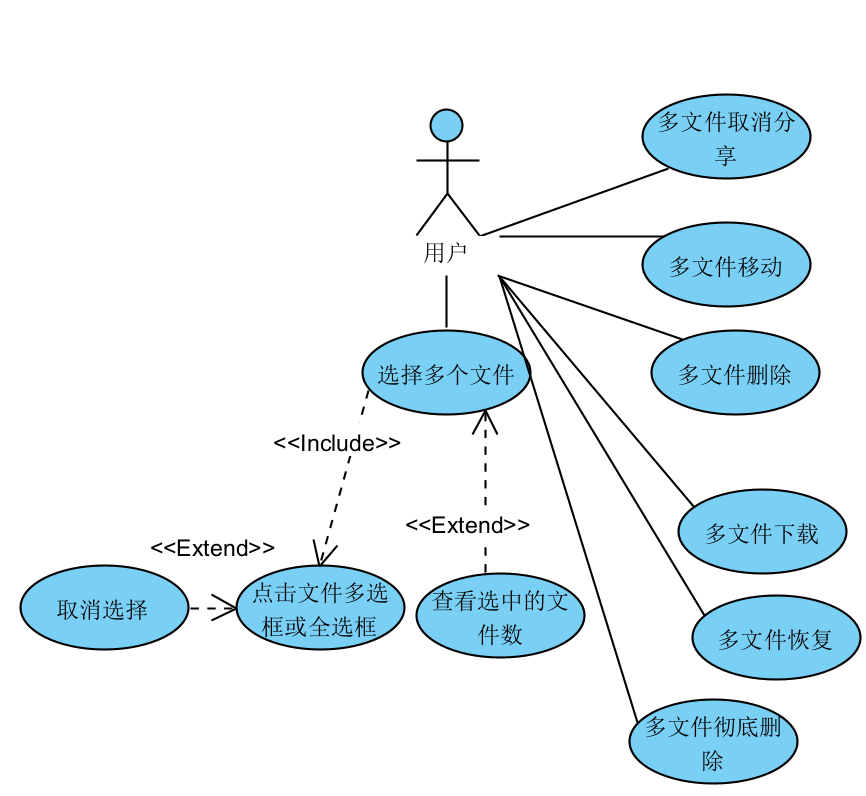 多文件取消分
享
用户
多文件移动
选择多个文件
多文件删除
<<Include>>
<<Extend>>
多文件下载
<<Extend>>
取消选择
点击文件多选
框或全选框
查看选中的文
件数
多文件恢复
多文件彻底删
除